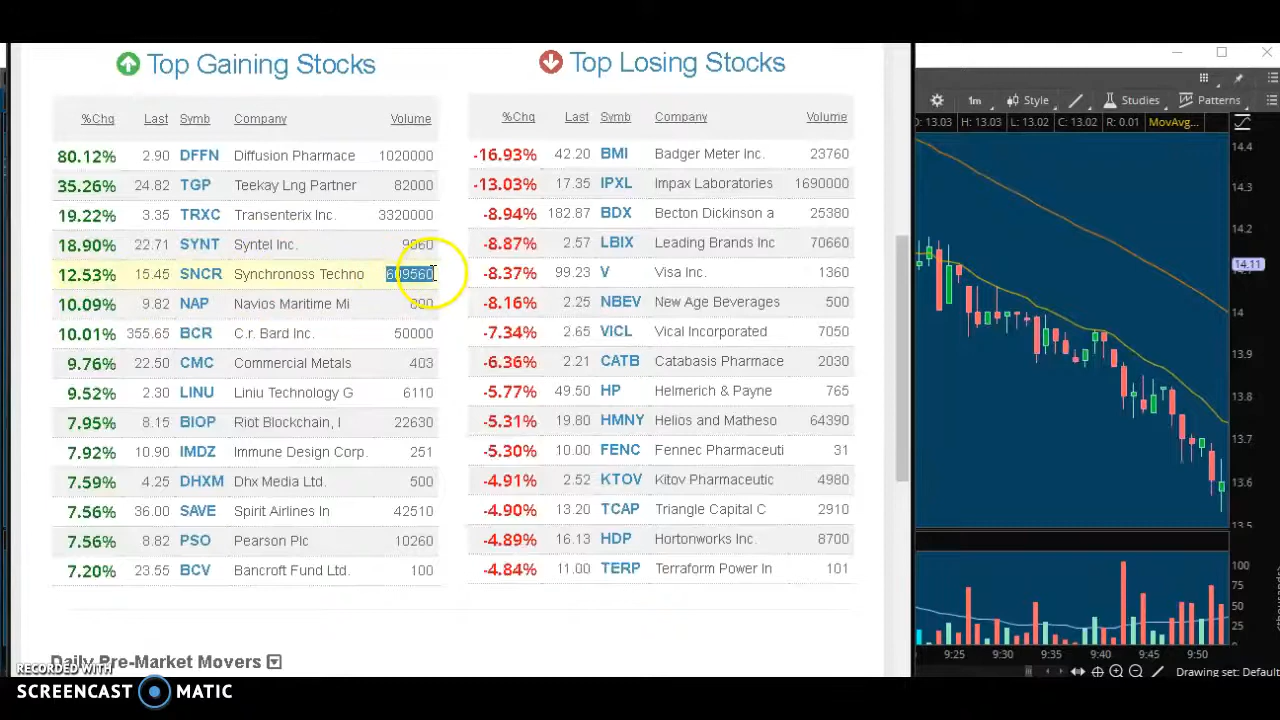 Top Gaining Stocks
%Chg Last Symb Company Volume
80.12% 2.90 DFFN Diffusion Pharmace 1020000
35.26% 24.82 TGP Teekay Lng Partner 82000
19.22% 3.35 TRXC Transenterix Inc. 3320000
18.90% 22.71 SYNT Syntel Inc. 9060
12.53% 15.45 SNCR Synchronoss Techno 609560
10.09% 9.82 NAP Navios Maritime Mi 800
10.01% 355.65 BCR C.r. Bard Inc. 50000
9.76% 22.50 CMC Commercial Metals 403
9.52% 2.30 LINU Liniu Technology G 6110
7.95% 8.15 BIOP Riot Blockchain, I 22630
7.92% 10.90 IMDZ Immune Design Corp. 251
7.59% 4.25 DHXM Dhx Media Ltd. 500
7.56% 36.00 SAVE Spirit Airlines In 42510
7.56% 8.82 PSO Pearson Plc 10260
7.20% 23.55 BCV Bancroft Fund Ltd. 100
Top Losing Stocks
%Chg Last Symb Company Volume
-16.93% 42.20 BMI Badger Meter Inc. 23760
-13.03% 17.35 IPXL Impax Laboratories 1690000
-8.94% 182.87 BDX Becton Dickinson a 25380
-8.87% 2.57 LBIX Leading Brands Inc 70660
-8.37% 99.23 V Visa Inc. 1360
-8.16% 2.25 NBEV New Age Beverages 500
-7.34% 2.65 VICL Vical Incorporated 7050
-6.36% 2.21 CATB Catabasis Pharmace 2030
-5.77% 49.50 HP Helmerich & Payne 765
-5.31% 19.80 HMNY Helios and Matheso 64390
-5.30% 10.00 FENC Fennec Pharmaceuti 31
-4.91% 2.52 KTOV Kitov Pharmaceutic 4980
-4.90% 13.20 TCAP Triangle Capital C 2910
-4.89% 16.13 HDP Hortonworks Inc. 8700
-4.84% 11.00 TERP Terraform Power In 101
Daily Pre-Market Movers
1m Style Studies Patterns
D: 13.03 H: 13.03 L: 13.02 C: 13.02 R: 0.01 MovAvg...
14.4
14.3
14.2
14.11
14
13.9
13.8
13.7
13.6
13.5
100
75
50
25
9:25 9:30 9:35 9:40 9:45 9:50
Drawing set: Default
RECORDED WITH
SCREENCAST MATIC